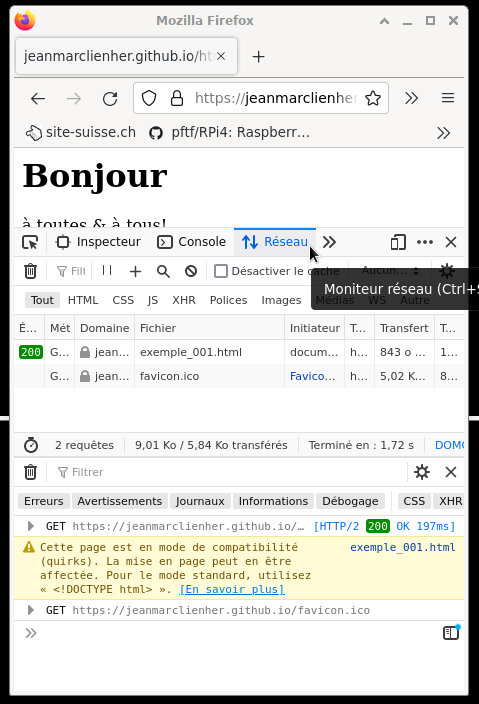 Mozilla Firefox
jeanmarclienher.github.io/ht
https://jeanmarclienher
site-suisse.ch pftf/RPi4: Raspberr…
Bonjour
à toutes & à tous!
Inspecteur Console Réseau
Filt Désactiver le cache Aucun…
Moniteur réseau (Ctrl+S
Tout HTML CSS JS XHR Polices Images Médias WS Autre
É… Mét Domaine Fichier Initiateur T… Transfert T…
200 G… jean… exemple_001.html docum… h… 843 o … 1…
G… jean… favicon.ico Favico… h… 5,02 K… 8…
2 requêtes 9,01 Ko / 5,84 Ko transférés Terminé en : 1,72 s DOMC
Filtrer
Erreurs Avertissements Journaux Informations Débogage CSS XHR
GET https://jeanmarclienher.github.io/… [HTTP/2 200 OK 197ms]
Cette page est en mode de compatibilité exemple_001.html
(quirks). La mise en page peut en être
affectée. Pour le mode standard, utilisez
« <!DOCTYPE html> ». [En savoir plus]
GET https://jeanmarclienher.github.io/favicon.ico